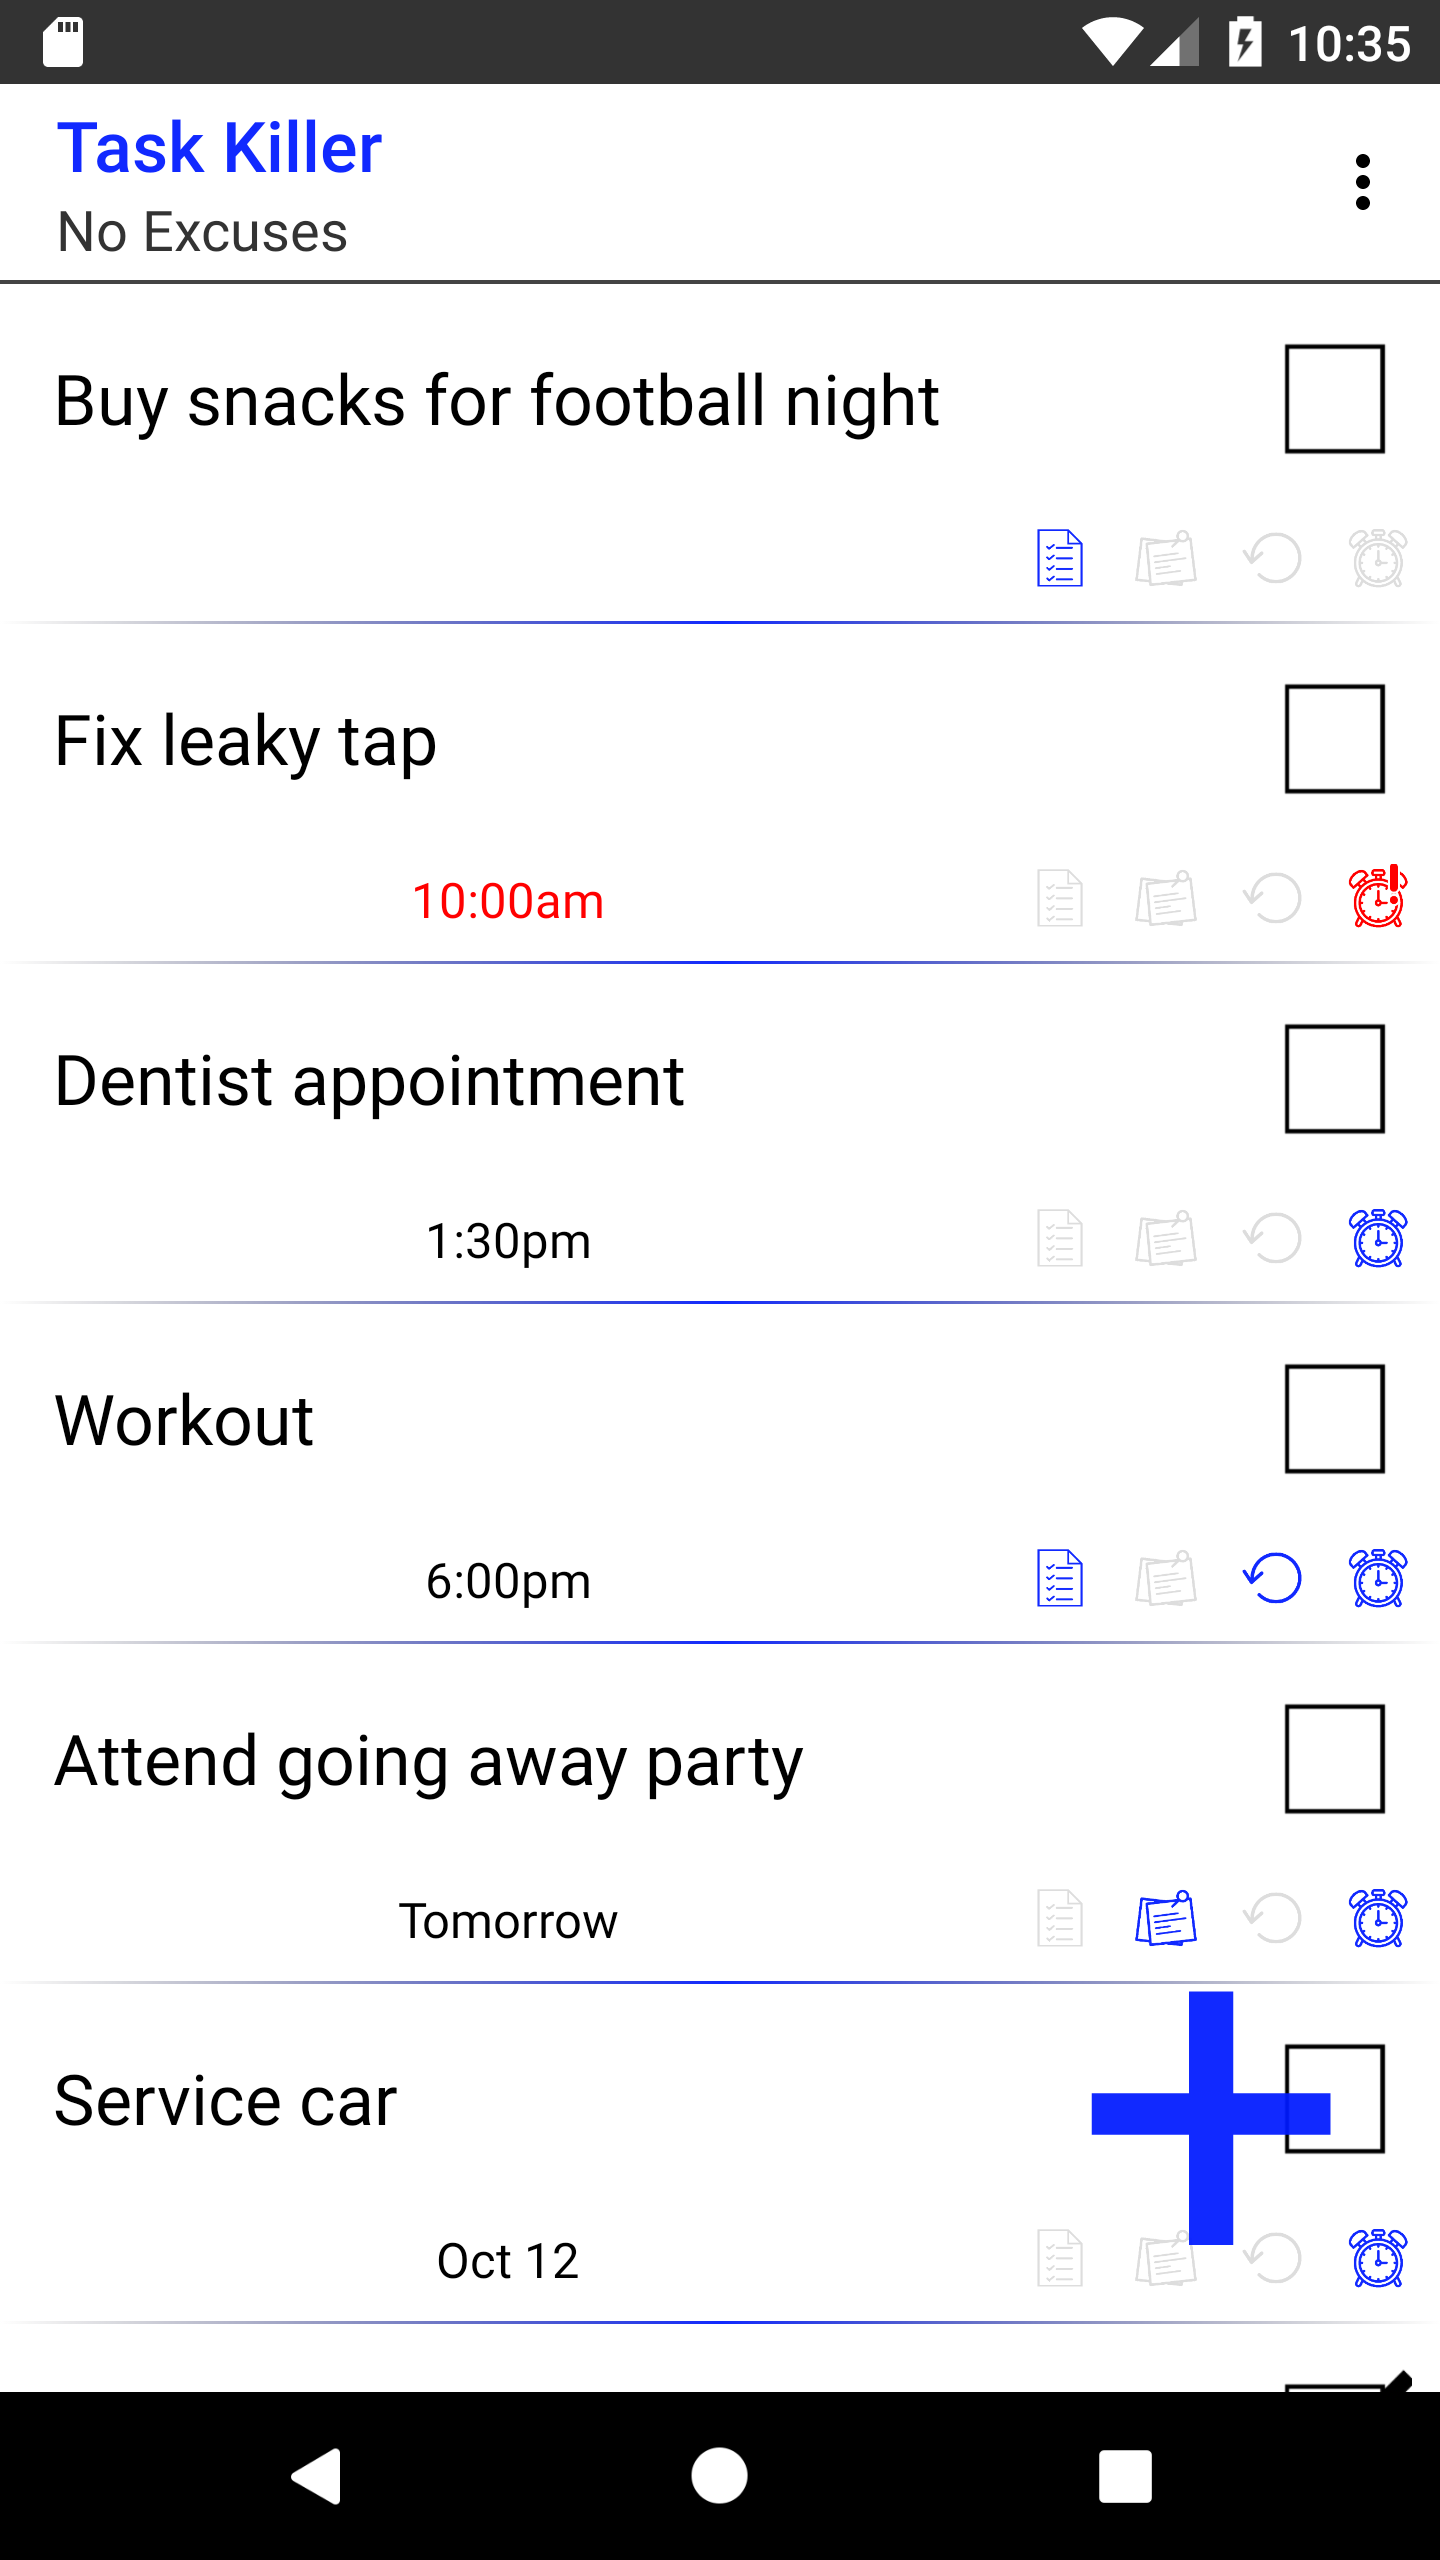 10:35
Task Killer
No Excuses
Buy snacks for football night
Fix leaky tap
10:00am
Dentist appointment
1:30pm
Workout
6:00pm
Attend going away party
Tomorrow
Service car
Oct 12